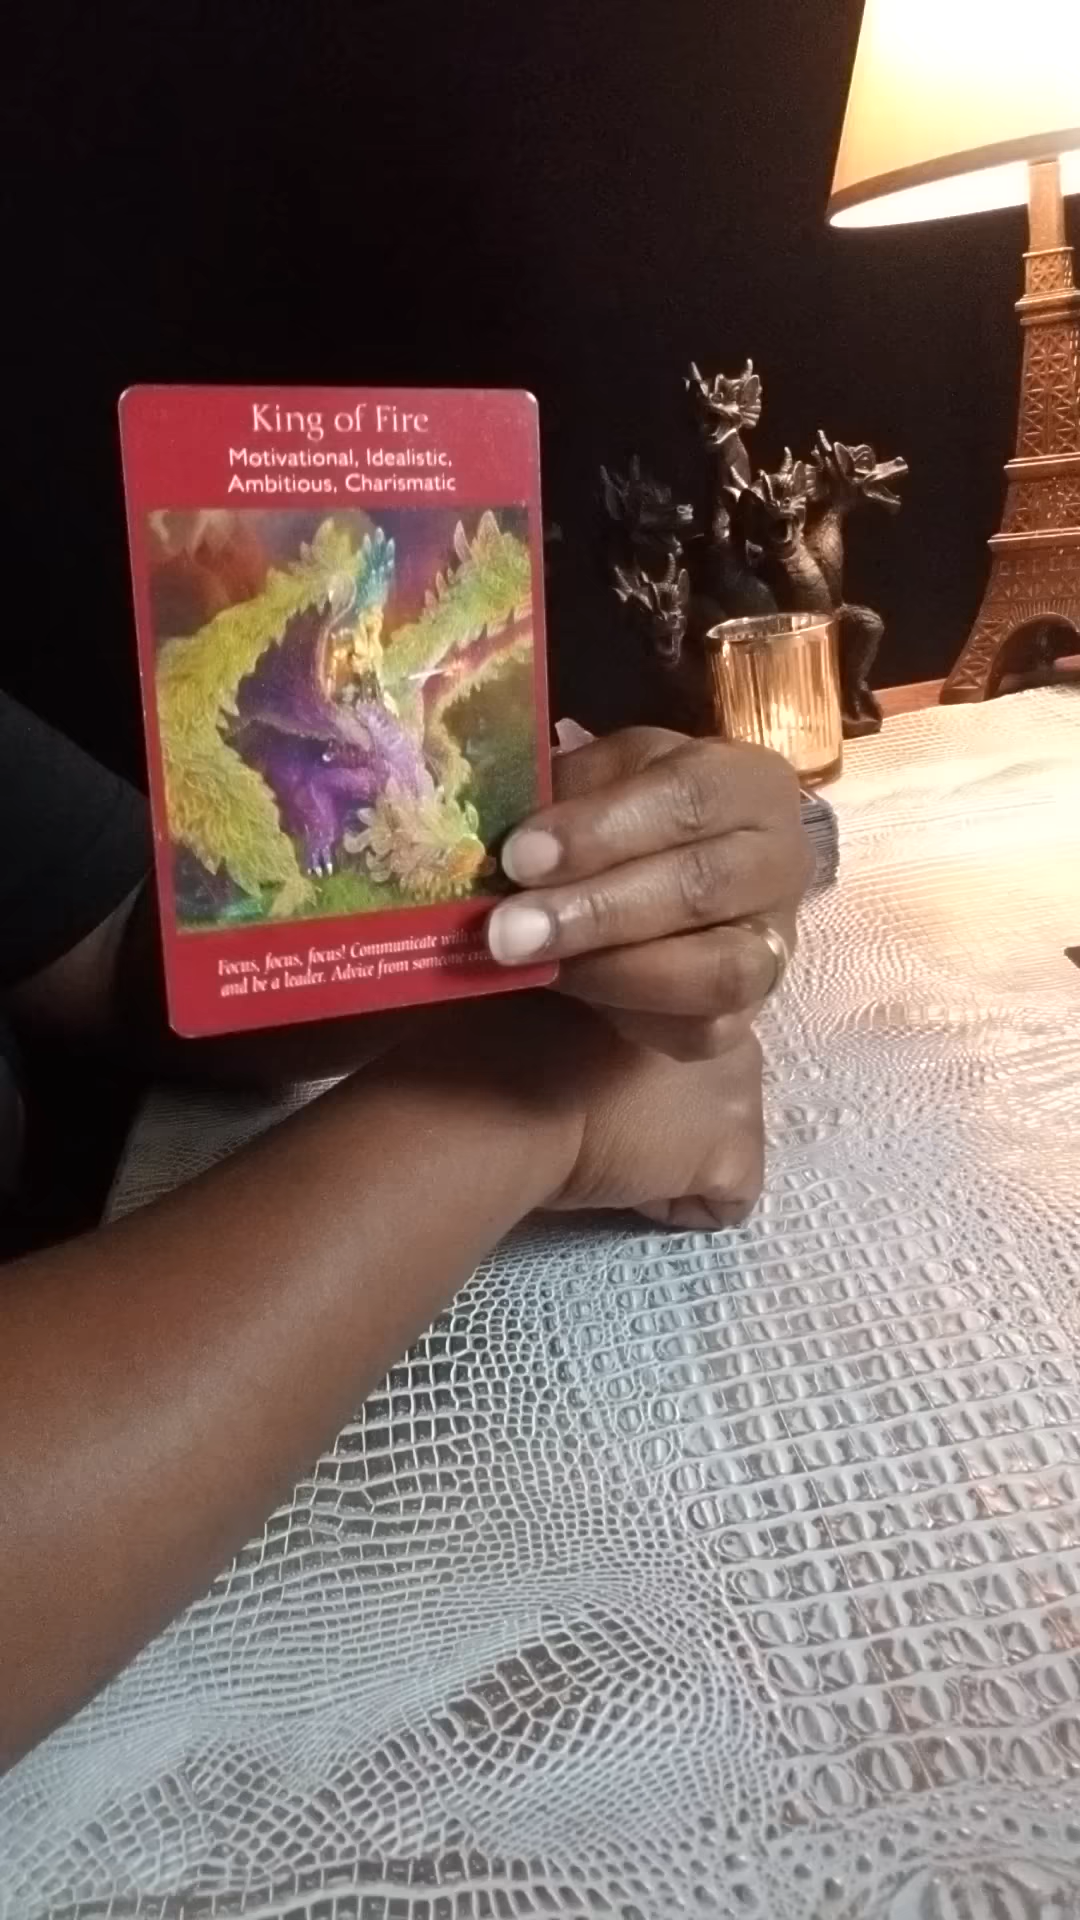 King of Fire
Motivational, Idealistic,
Ambitious, Charismatic
Focus, focus, focus! Communicate with
and be a leader. Advice from someone